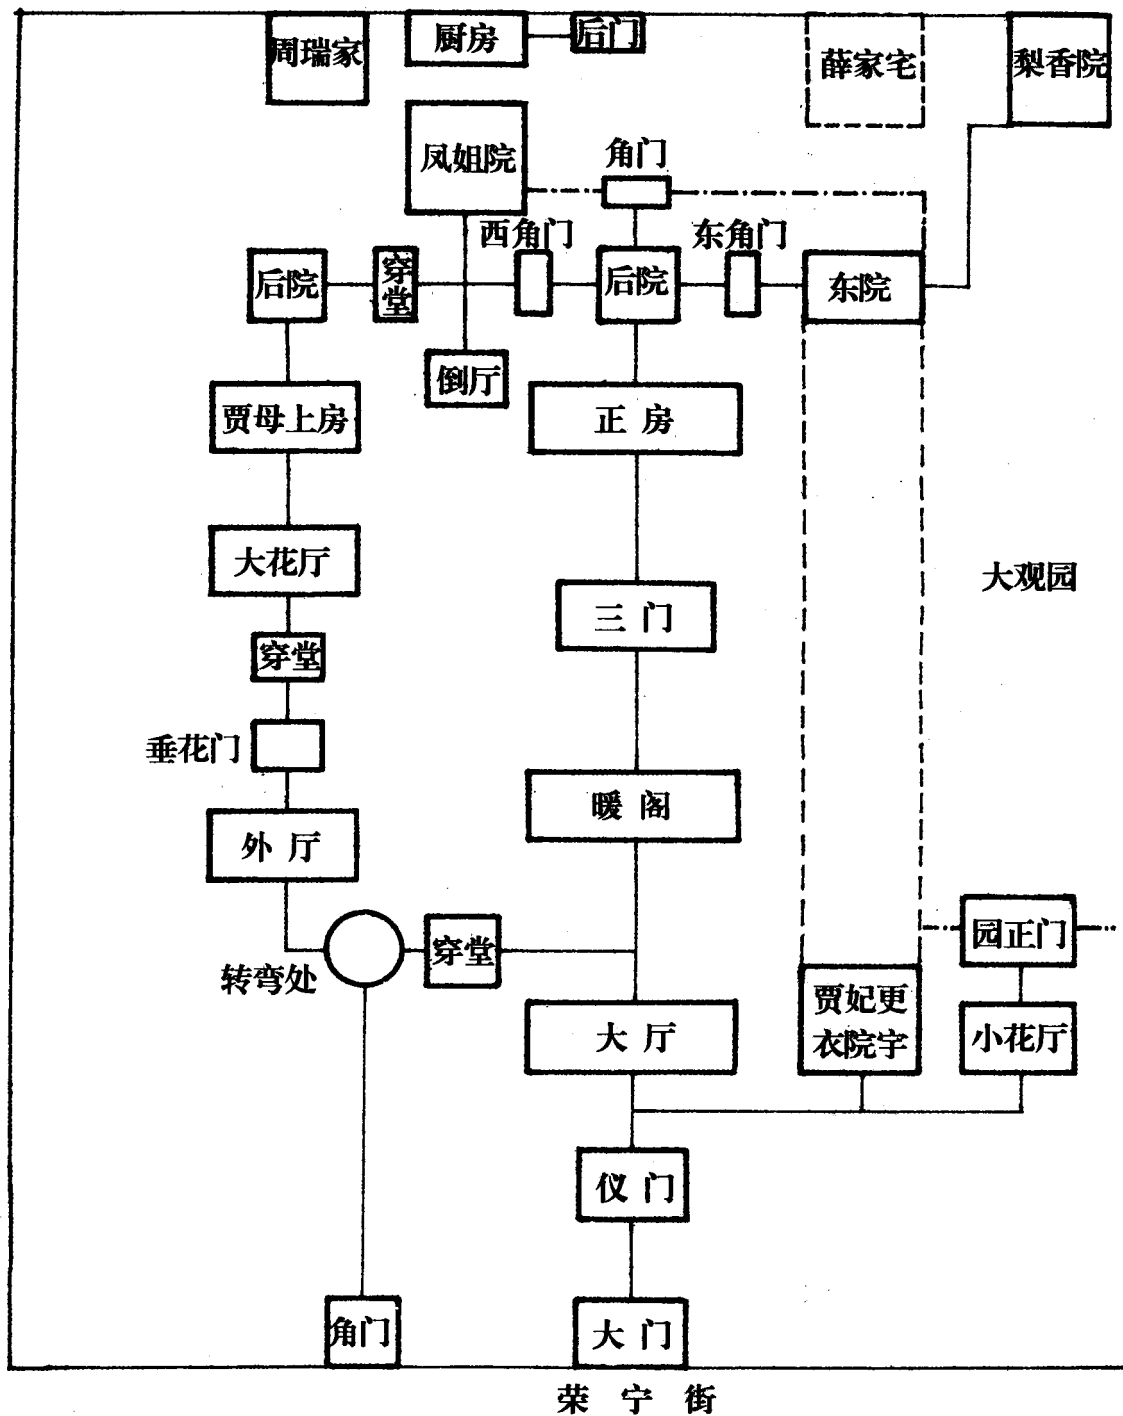 周瑞家
厨房
后门
薛家宅
梨香院
凤姐院
角门
西角门
东角门
后院
穿
堂
后院
东院
倒厅
贾母上房
正房
大花厅
三门
大观园
穿堂
垂花门
暖阁
外厅
园正门
穿堂
转弯处
贾妃更
衣院宇
大厅
小花厅
仪门
角门
大门
荣宁街